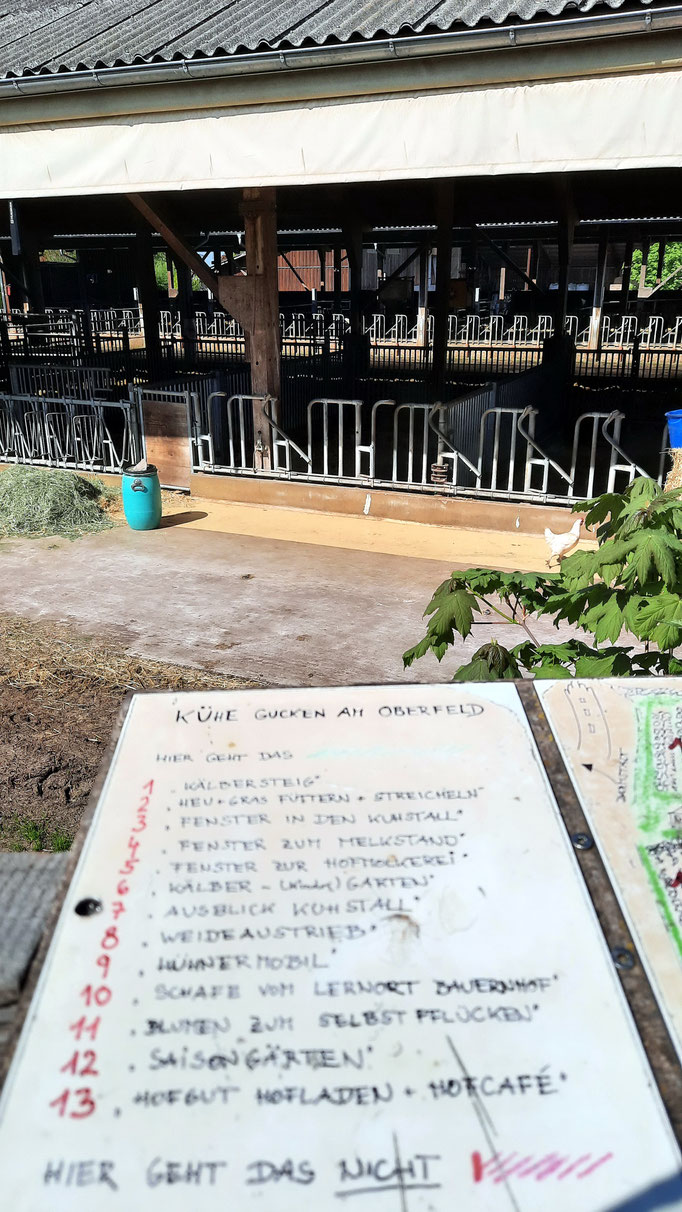 KÜHE GUCKEN AM OBERFELD
HIER GEHT DAS
1 „KÄLBERSTEIG“
2 „HEU + GRAS FÜTTERN + STREICHELN“
3 „FENSTER IN DEN KUHSTALL“
4 „FENSTER ZUM MELKSTAND“
5 „FENSTER ZUR HOFMOLKEREI“
6 „KÄLBER-(Kinder)GARTEN“
7 „AUSBLICK KUHSTALL“
8 „WEIDEAUSTRIEB“
9 „HÜHNERMOBIL“
10 „SCHAFE VOM LERNORT BAUERNHOF“
11 „BLUMEN ZUM SELBST PFLÜCKEN“
12 „SAISONGÄRTEN“
13 „HOFGUT HOFLADEN + HOFCAFÉ“
HIER GEHT DAS NICHT